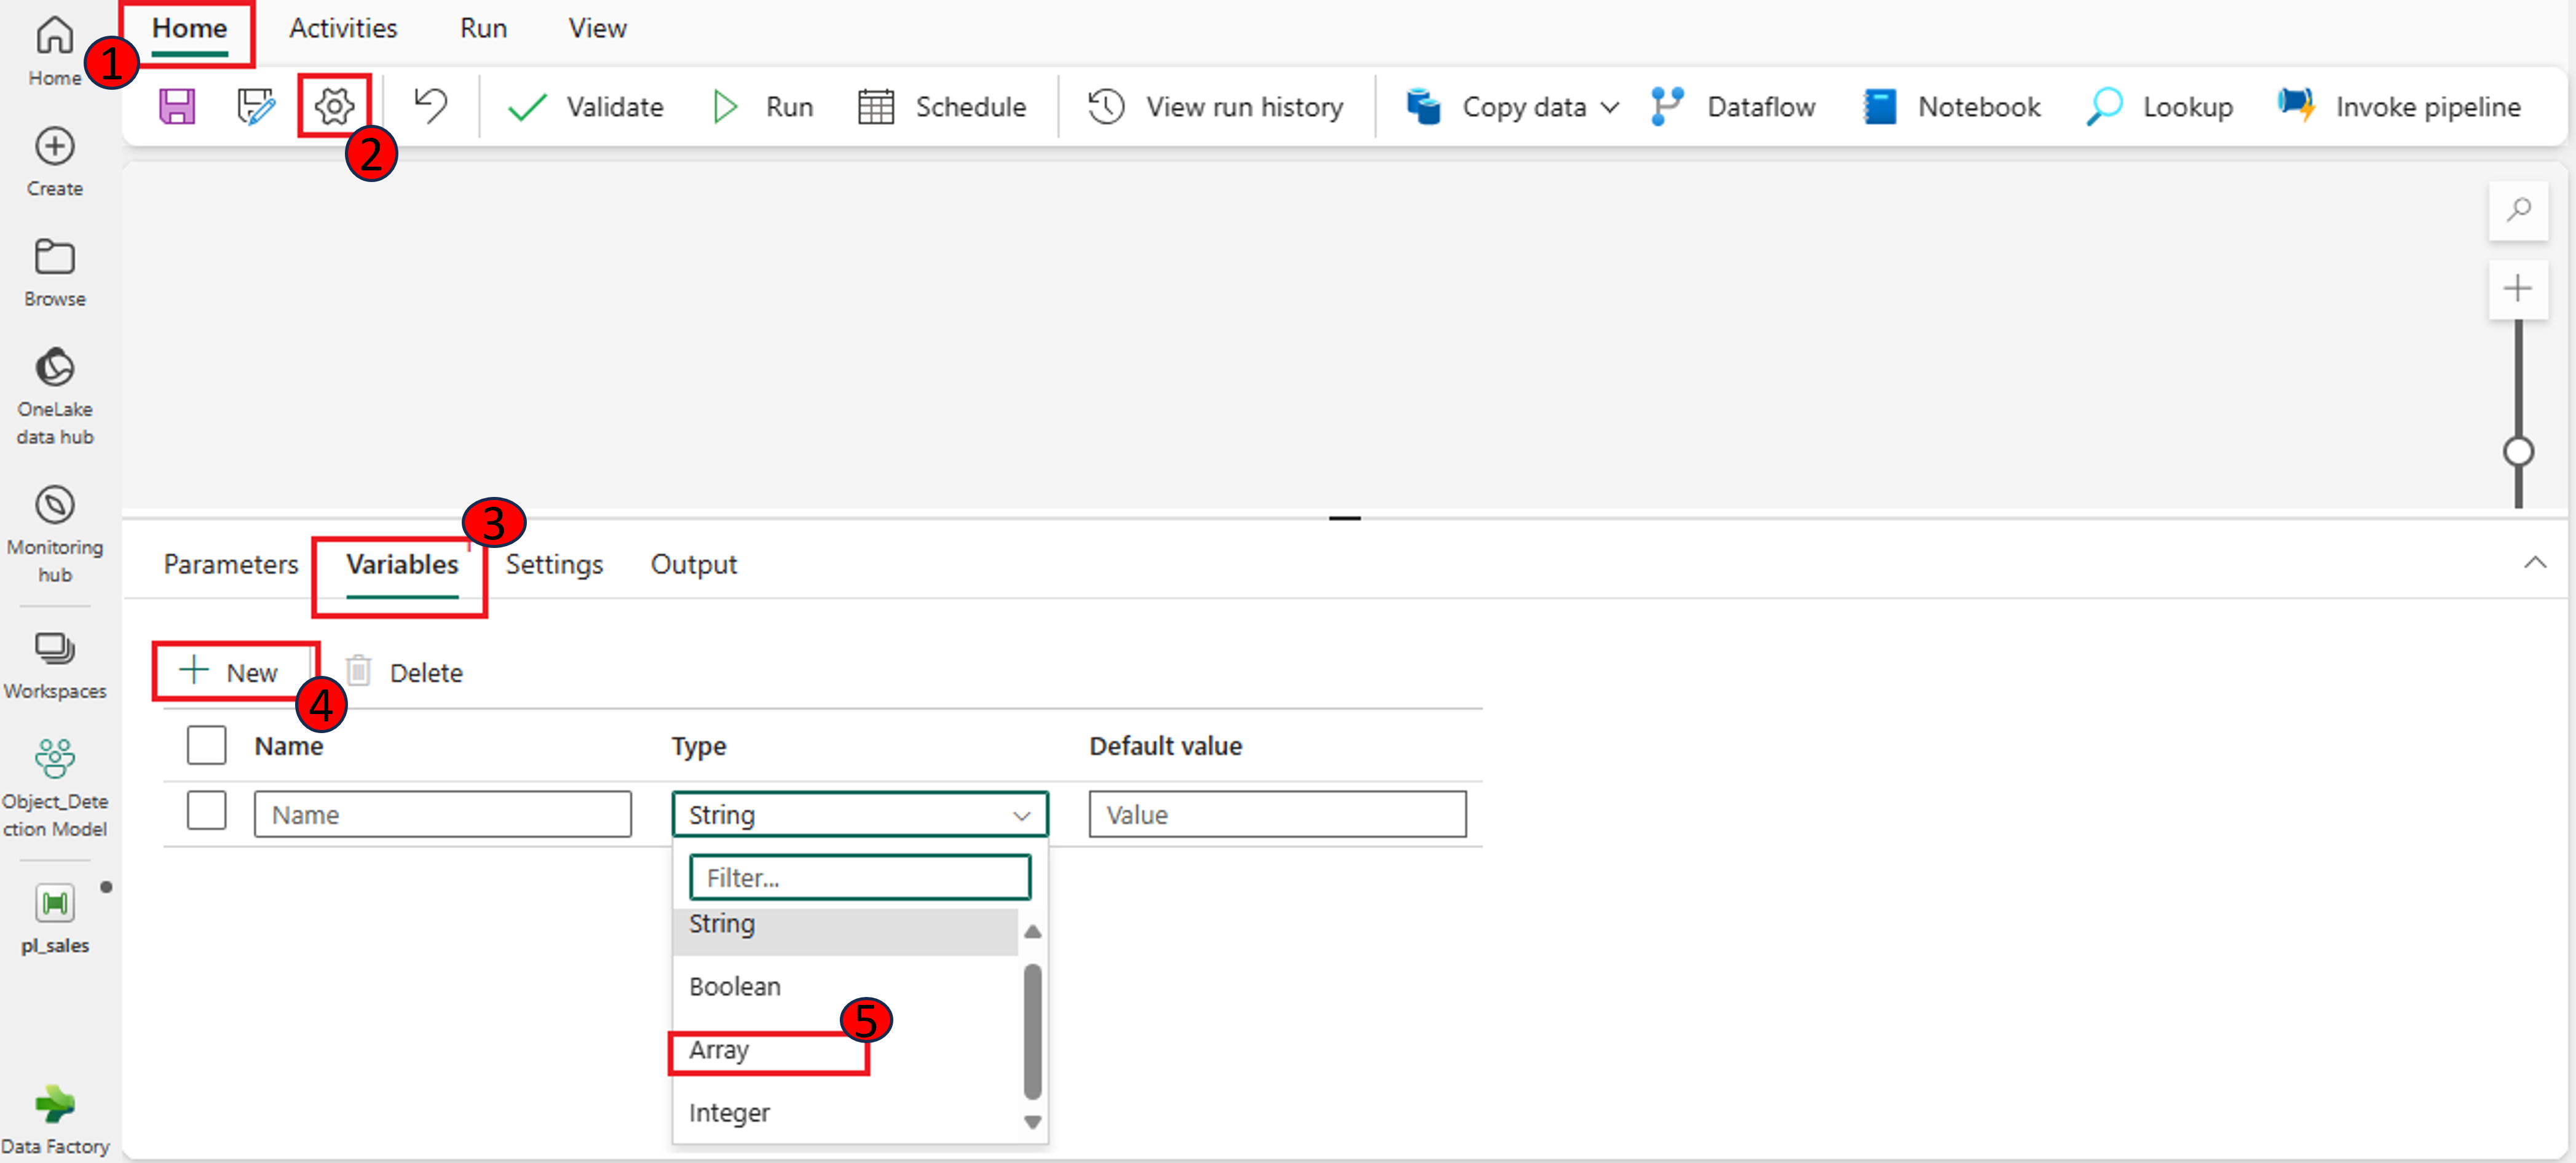 Home
Create
Browse
OneLake
data hub
Monitoring
hub
Workspaces
Object_Dete
ction Model
pl_sales
Data Factory
1
Home Activities Run View
2
Validate Run Schedule View run history Copy data Dataflow Notebook Lookup Invoke pipeline
3
Parameters Variables Settings Output
New Delete
4
Name Type Default value
Name String Value
Filter...
String
Boolean
5
Array
Integer